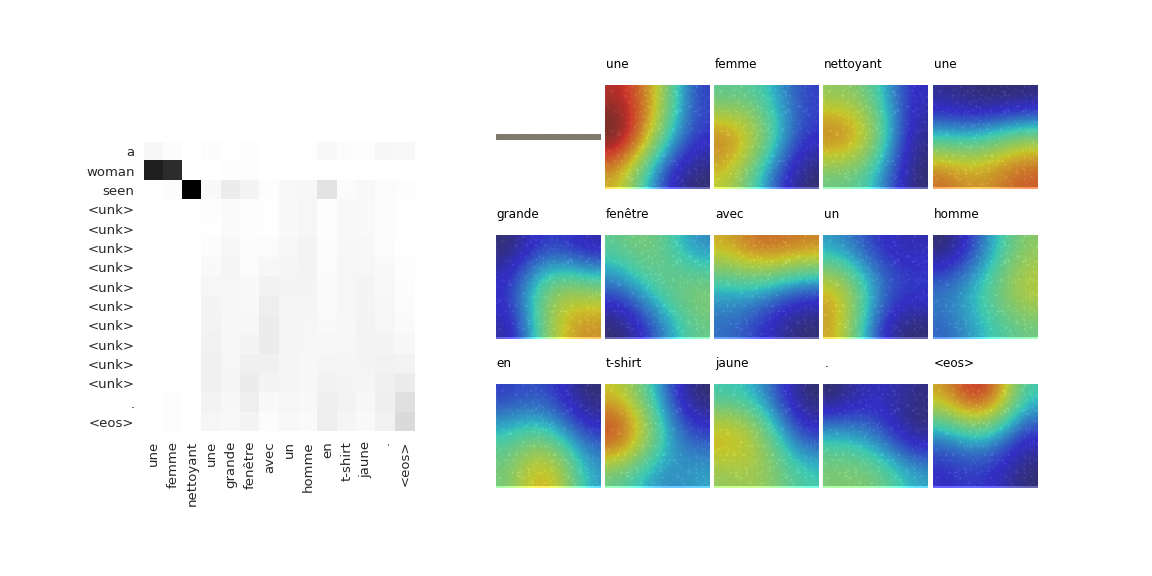 a
woman
seen
<unk>
<unk>
<unk>
<unk>
<unk>
<unk>
<unk>
<unk>
<unk>
<unk>
.
<eos>
une
femme
nettoyant
une
grande
fenêtre
avec
un
homme
en
t-shirt
jaune
.
<eos>
une femme nettoyant une
grande fenêtre avec un homme
en t-shirt jaune . <eos>